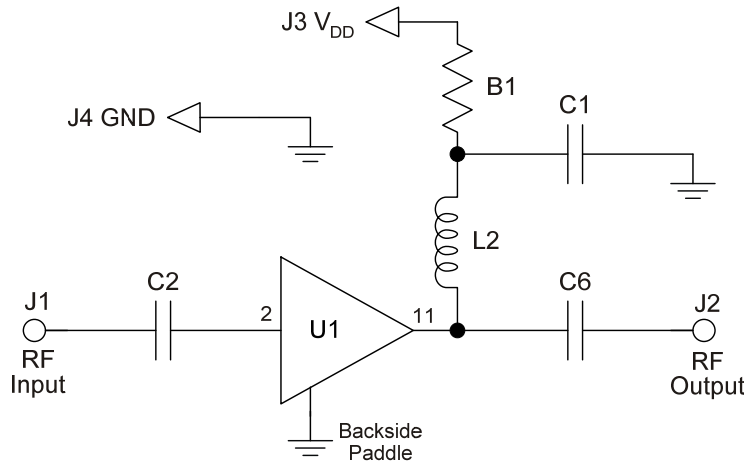 J3 VDD
B1
C1
J4 GND
L2
C2
C6
J1
2
U1
11
J2
RF
Input
RF
Output
Backside
Paddle